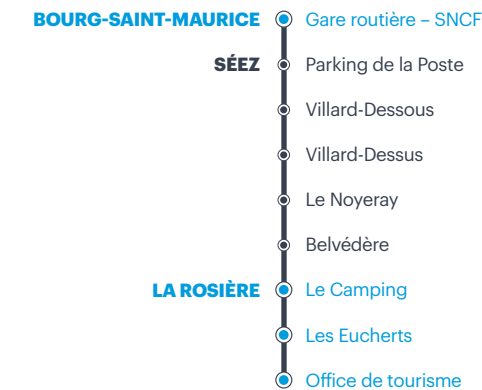 BOURG-SAINT-MAURICE Gare routière – SNCF
SÉEZ Parking de la Poste
Villard-Dessous
Villard-Dessus
Le Noyeray
Belvédère
LA ROSIÈRE Le Camping
Les Eucherts
Office de tourisme